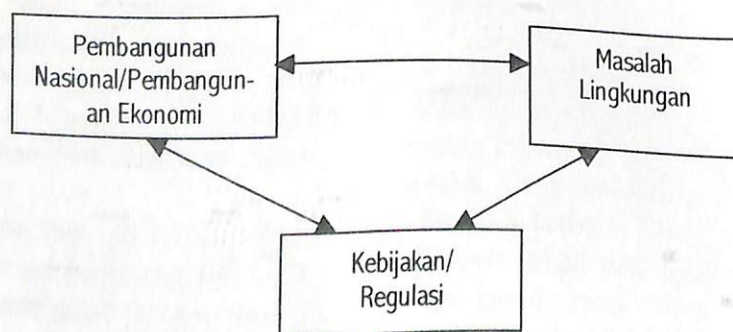 Pembangunan
Nasional/Pembangun-
an Ekonomi
Masalah
Lingkungan
Kebijakan/
Regulasi